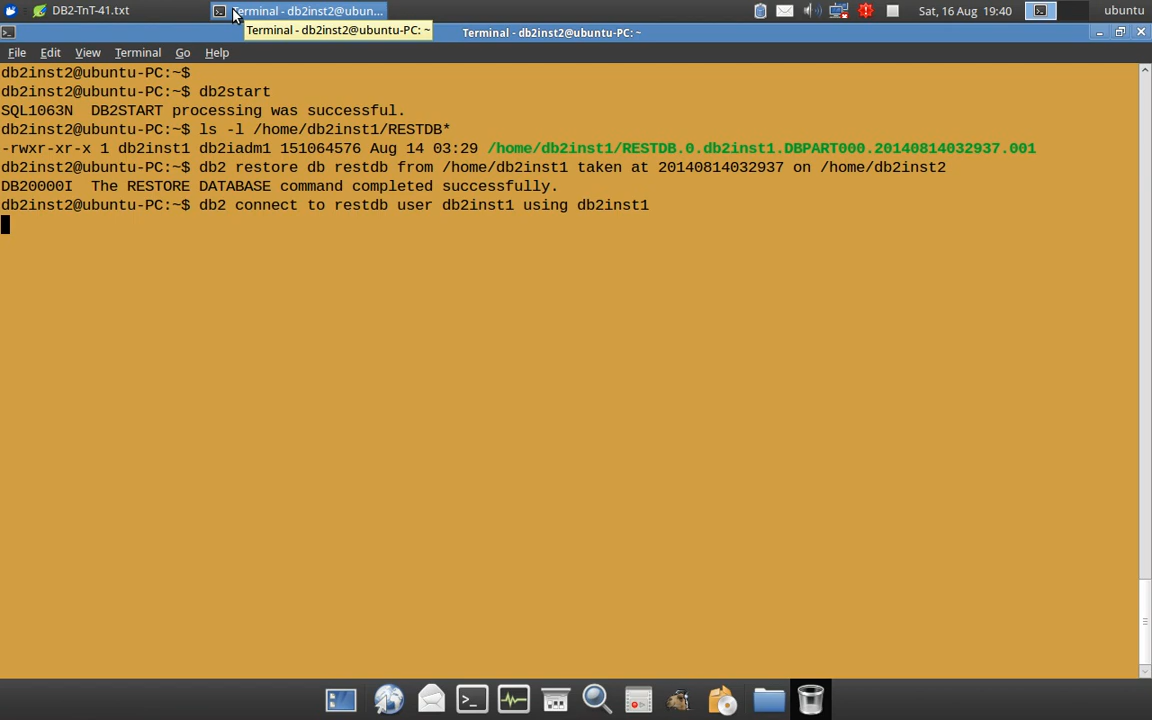 DB2-TnT-41.txt
Terminal - db2inst2@ubun...
Sat, 16 Aug 19:40
ubuntu
Terminal - db2inst2@ubuntu-PC: ~
Terminal - db2inst2@ubuntu-PC: ~
File Edit View Terminal Go Help
db2inst2@ubuntu-PC:~$
db2inst2@ubuntu-PC:~$ db2start
SQL1063N  DB2START processing was successful.
db2inst2@ubuntu-PC:~$ ls -l /home/db2inst1/RESTDB*
-rwxr-xr-x 1 db2inst1 db2iadm1 151064576 Aug 14 03:29 /home/db2inst1/RESTDB.0.db2inst1.DBPART000.20140814032937.001
db2inst2@ubuntu-PC:~$ db2 restore db restdb from /home/db2inst1 taken at 20140814032937 on /home/db2inst2
DB20000I  The RESTORE DATABASE command completed successfully.
db2inst2@ubuntu-PC:~$ db2 connect to restdb user db2inst1 using db2inst1